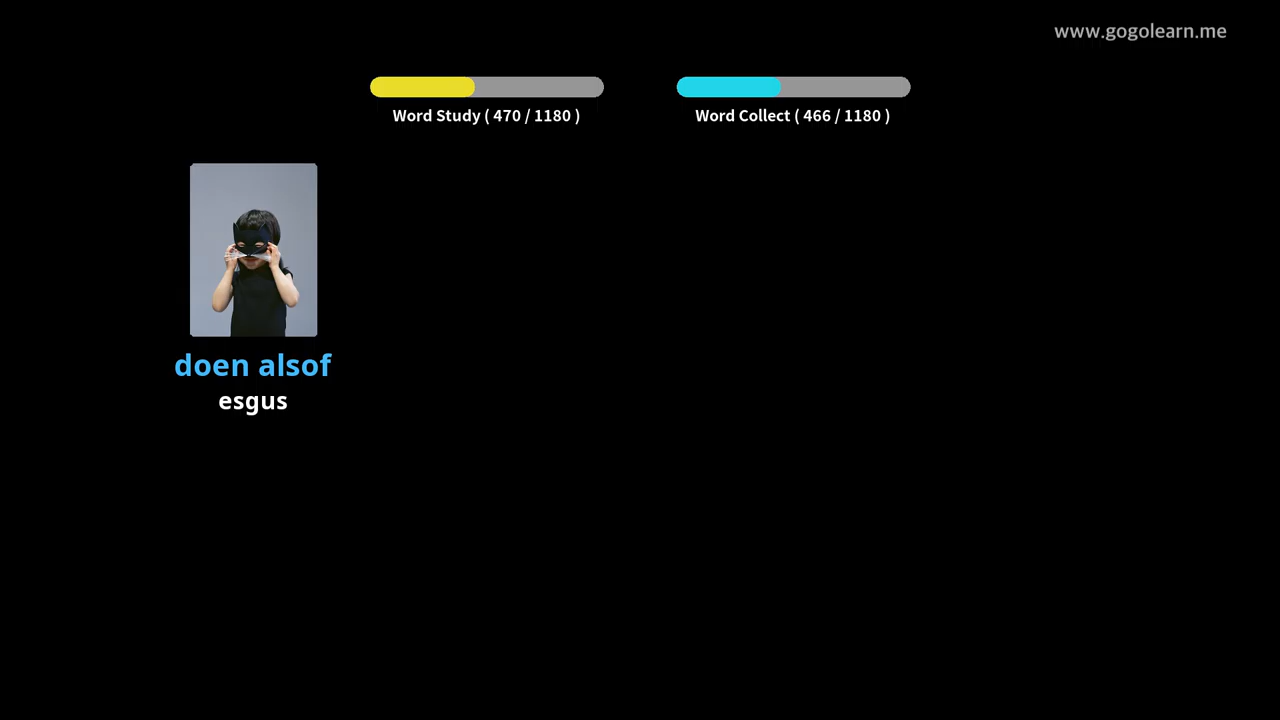 www.gogolearn.me
Word Study ( 470 / 1180 )
Word Collect ( 466 / 1180 )
doen alsof
esgus